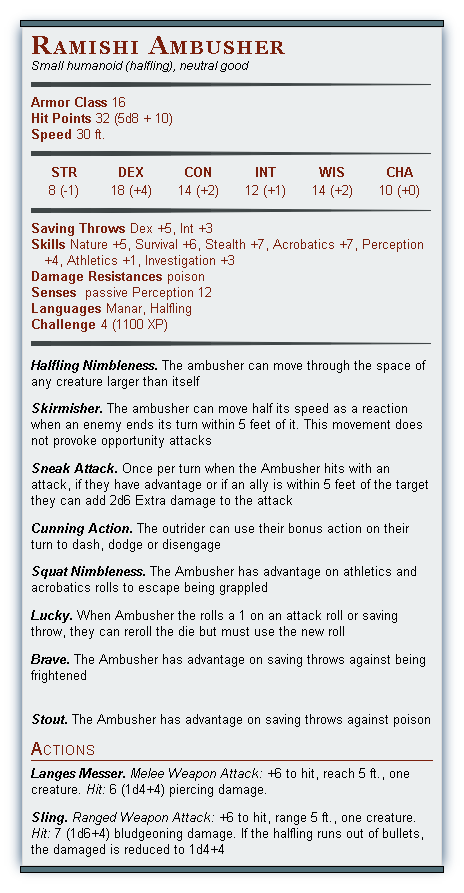 Ramishi Ambusher
Small humanoid (halfling), neutral good
Armor Class 16
Hit Points 32 (5d8 + 10)
Speed 30 ft.
STR DEX CON INT WIS CHA
8 (-1) 18 (+4) 14 (+2) 12 (+1) 14 (+2) 10 (+0)
Saving Throws Dex +5, Int +3
Skills Nature +5, Survival +6, Stealth +7, Acrobatics +7, Perception
+4, Athletics +1, Investigation +3
Damage Resistances poison
Senses passive Perception 12
Languages Manar, Halfling
Challenge 4 (1100 XP)
Halfling Nimbleness. The ambusher can move through the space of
any creature larger than itself
Skirmisher. The ambusher can move half its speed as a reaction
when an enemy ends its turn within 5 feet of it. This movement does
not provoke opportunity attacks
Sneak Attack. Once per turn when the Ambusher hits with an
attack, if they have advantage or if an ally is within 5 feet of the target
they can add 2d6 Extra damage to the attack
Cunning Action. The outrider can use their bonus action on their
turn to dash, dodge or disengage
Squat Nimbleness. The Ambusher has advantage on athletics and
acrobatics rolls to escape being grappled
Lucky. When Ambusher the rolls a 1 on an attack roll or saving
throw, they can reroll the die but must use the new roll
Brave. The Ambusher has advantage on saving throws against being
frightened
Stout. The Ambusher has advantage on saving throws against poison
Actions
Langes Messer. Melee Weapon Attack: +6 to hit, reach 5 ft., one
creature. Hit: 6 (1d4+4) piercing damage.
Sling. Ranged Weapon Attack: +6 to hit, range 5 ft., one creature.
Hit: 7 (1d6+4) bludgeoning damage. If the halfling runs out of bullets,
the damaged is reduced to 1d4+4